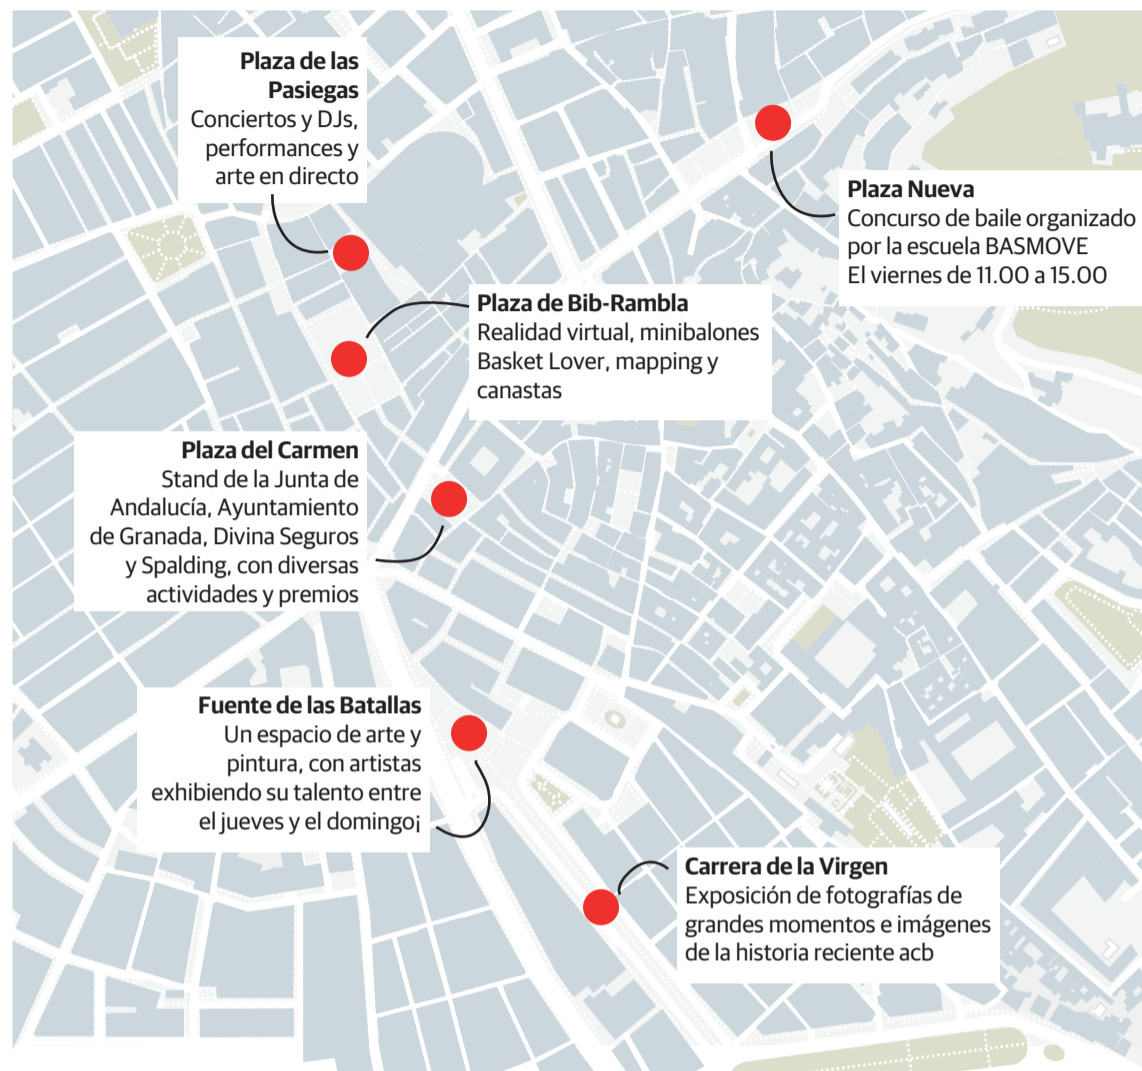 Plaza de las
Pasiegas
Conciertos y DJs,
performances y
arte en directo
Plaza Nueva
Concurso de baile organizado
por la escuela BASMOVE
El viernes de 11.00 a 15.00
Plaza de Bib-Rambla
Realidad virtual, minibalones
Basket Lover, mapping y
canastas
Plaza del Carmen
Stand de la Junta de
Andalucía, Ayuntamiento
de Granada, Divina Seguros
y Spalding, con diversas
actividades y premios
Fuente de las Batallas
Un espacio de arte y
pintura, con artistas
exhibiendo su talento entre
el jueves y el domingo¡
Carrera de la Virgen
Exposición de fotografías de
grandes momentos e imágenes
de la historia reciente acb